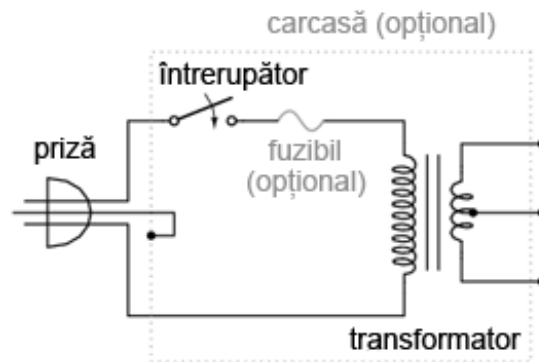 carcasă (opțional)
întrerupător
priză
fuzibil
(opțional)
transformator